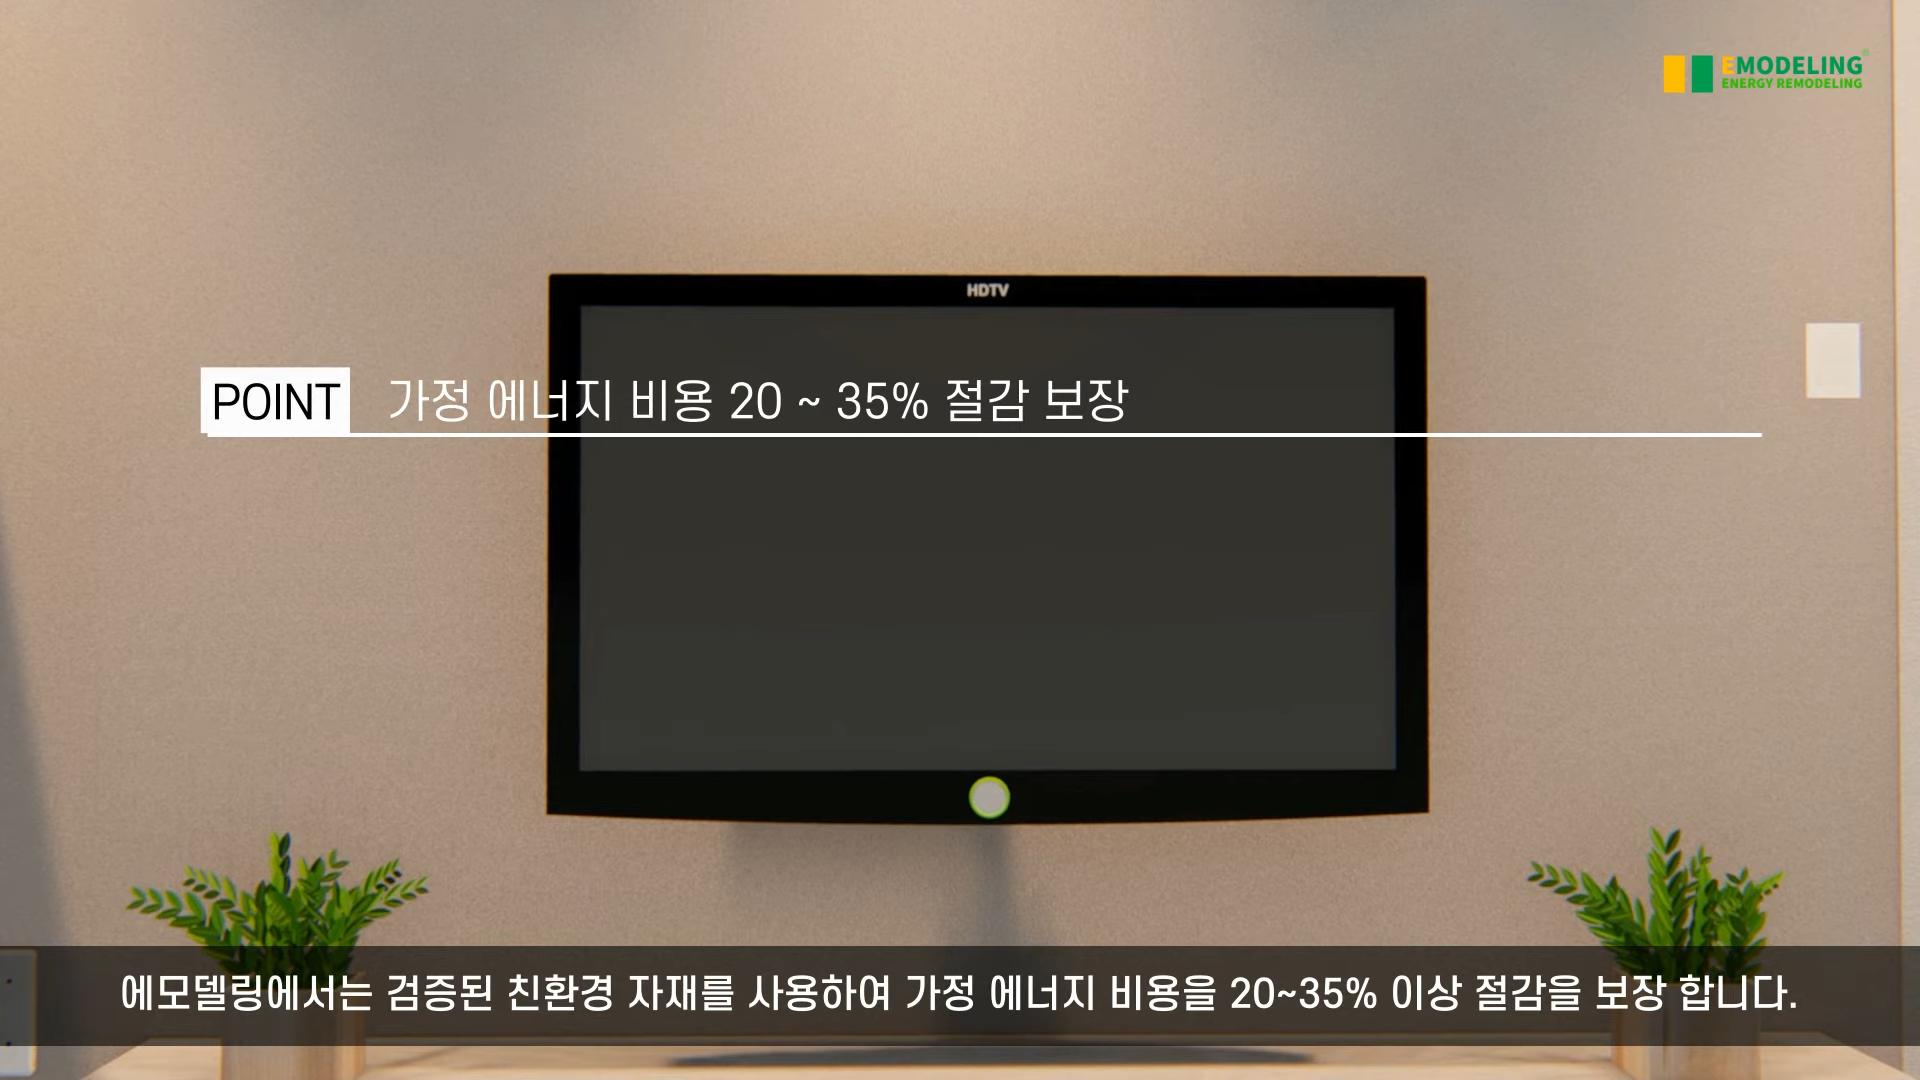 EMODELING
ENERGY REMODELING
HDTV
POINT 가정 에너지 비용 20 ~ 35% 절감 보장
에모델링에서는 검증된 친환경 자재를 사용하여 가정 에너지 비용을 20~35% 이상 절감을 보장 합니다.